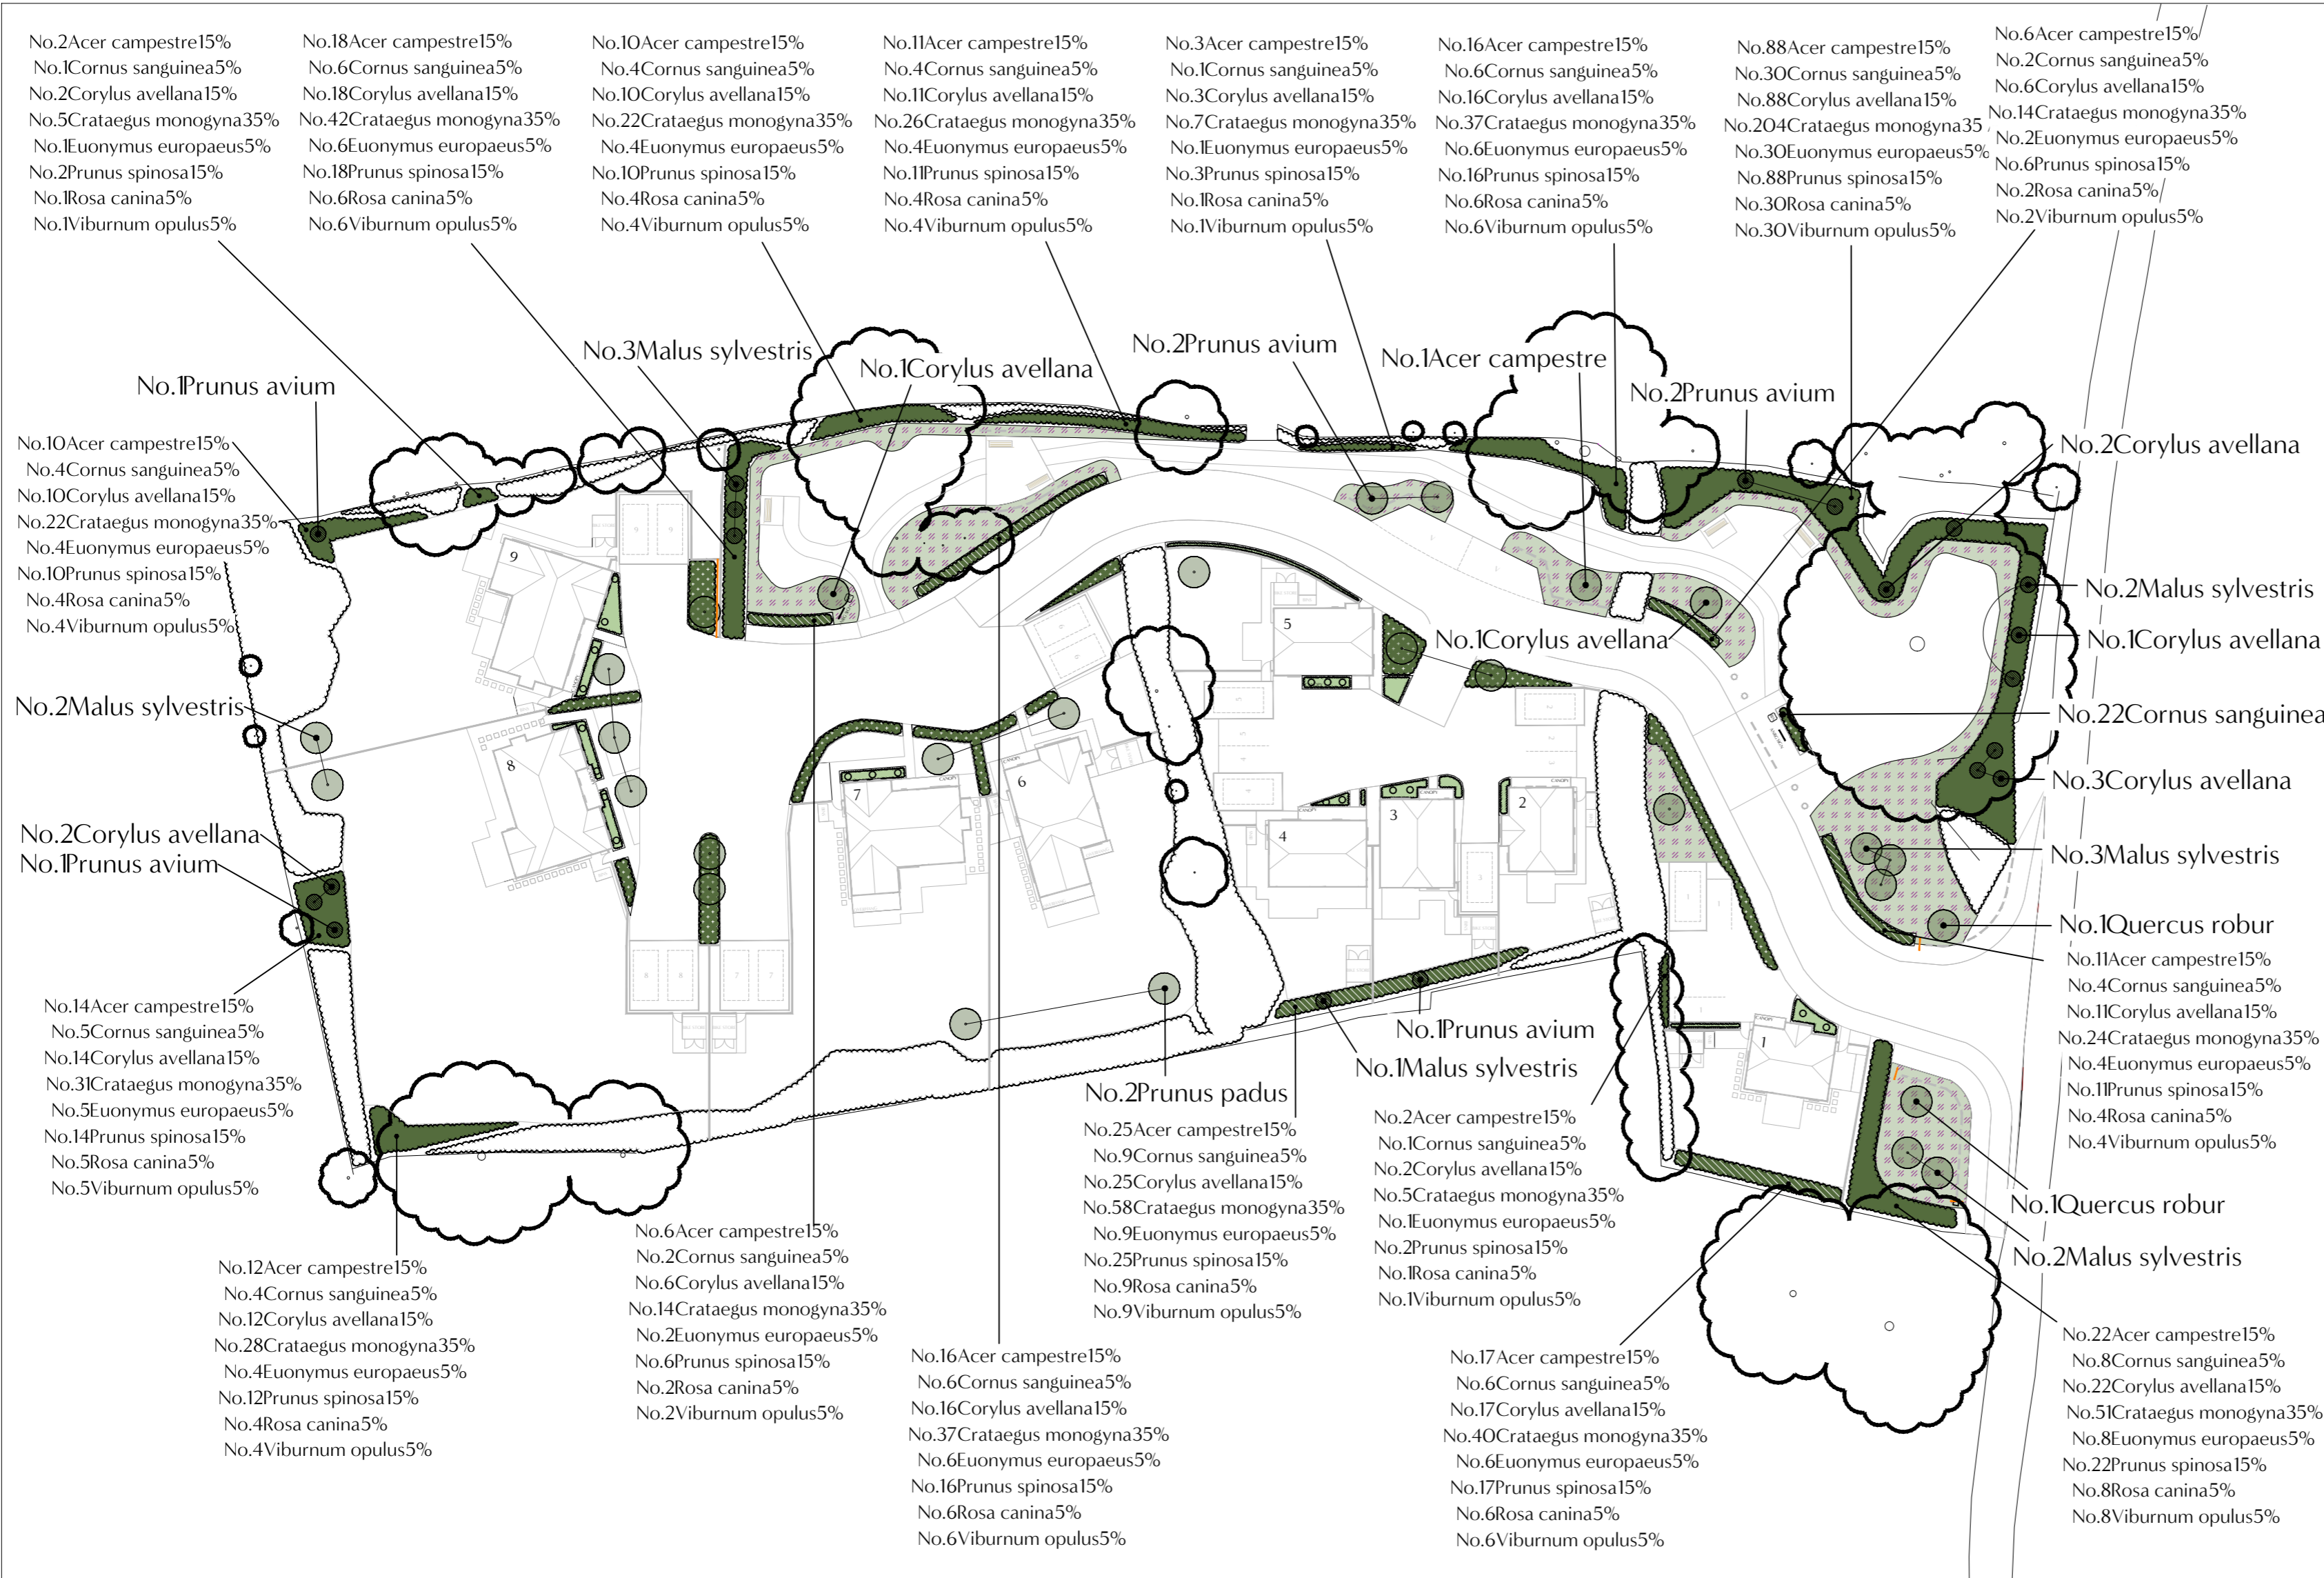 No.2Acer campestre15%
No.1Cornus sanguinea5%
No.2Corylus avellana15%
No.5Crataegus monogyna35%
No.1Euonymus europaeus5%
No.2Prunus spinosa15%
No.1Rosa canina5%
No.1Viburnum opulus5%
No.18Acer campestre15%
No.6Cornus sanguinea5%
No.18Corylus avellana15%
No.42Crataegus monogyna35%
No.6Euonymus europaeus5%
No.18Prunus spinosa15%
No.6Rosa canina5%
No.6Viburnum opulus5%
No.10Acer campestre15%
No.4Cornus sanguinea5%
No.10Corylus avellana15%
No.22Crataegus monogyna35%
No.4Euonymus europaeus5%
No.10Prunus spinosa15%
No.4Rosa canina5%
No.4Viburnum opulus5%
No.11Acer campestre15%
No.4Cornus sanguinea5%
No.11Corylus avellana15%
No.26Crataegus monogyna35%
No.4Euonymus europaeus5%
No.11Prunus spinosa15%
No.4Rosa canina5%
No.4Viburnum opulus5%
No.3Acer campestre15%
No.1Cornus sanguinea5%
No.3Corylus avellana15%
No.7Crataegus monogyna35%
No.1Euonymus europaeus5%
No.3Prunus spinosa15%
No.1Rosa canina5%
No.1Viburnum opulus5%
No.16Acer campestre15%
No.6Cornus sanguinea5%
No.16Corylus avellana15%
No.37Crataegus monogyna35%
No.6Euonymus europaeus5%
No.16Prunus spinosa15%
No.6Rosa canina5%
No.6Viburnum opulus5%
No.88Acer campestre15%
No.30Cornus sanguinea5%
No.88Corylus avellana15%
No.204Crataegus monogyna35
No.30Euonymus europaeus5%
No.88Prunus spinosa15%
No.30Rosa canina5%
No.30Viburnum opulus5%
No.6Acer campestre15%
No.2Cornus sanguinea5%
No.6Corylus avellana15%
No.14Crataegus monogyna35%
No.2Euonymus europaeus5%
No.6Prunus spinosa15%
No.2Rosa canina5%
No.2Viburnum opulus5%
No.3Malus sylvestris
No.1Corylus avellana
No.2Prunus avium
No.1Acer campestre
No.2Prunus avium
No.1Prunus avium
No.10Acer campestre15%
No.4Cornus sanguinea5%
No.10Corylus avellana15%
No.22Crataegus monogyna35%
No.4Euonymus europaeus5%
No.10Prunus spinosa15%
No.4Rosa canina5%
No.4Viburnum opulus5%
No.2Corylus avellana
No.2Malus sylvestris
No.1Corylus avellana
No.1Corylus avellana
No.2Malus sylvestris
No.22Cornus sanguinea
No.3Corylus avellana
No.2Corylus avellana
No.1Prunus avium
No.3Malus sylvestris
No.1Quercus robur
9
8
7
6
5
4
3
2
1
No.11Acer campestre15%
No.4Cornus sanguinea5%
No.11Corylus avellana15%
No.24Crataegus monogyna35%
No.4Euonymus europaeus5%
No.11Prunus spinosa15%
No.4Rosa canina5%
No.4Viburnum opulus5%
No.14Acer campestre15%
No.5Cornus sanguinea5%
No.14Corylus avellana15%
No.31Crataegus monogyna35%
No.5Euonymus europaeus5%
No.14Prunus spinosa15%
No.5Rosa canina5%
No.5Viburnum opulus5%
No.1Prunus avium
No.1Malus sylvestris
No.2Prunus padus
No.25Acer campestre15%
No.9Cornus sanguinea5%
No.25Corylus avellana15%
No.58Crataegus monogyna35%
No.9Euonymus europaeus5%
No.25Prunus spinosa15%
No.9Rosa canina5%
No.9Viburnum opulus5%
No.2Acer campestre15%
No.1Cornus sanguinea5%
No.2Corylus avellana15%
No.5Crataegus monogyna35%
No.1Euonymus europaeus5%
No.2Prunus spinosa15%
No.1Rosa canina5%
No.1Viburnum opulus5%
No.1Quercus robur
No.2Malus sylvestris
No.12Acer campestre15%
No.4Cornus sanguinea5%
No.12Corylus avellana15%
No.28Crataegus monogyna35%
No.4Euonymus europaeus5%
No.12Prunus spinosa15%
No.4Rosa canina5%
No.4Viburnum opulus5%
No.6Acer campestre15%
No.2Cornus sanguinea5%
No.6Corylus avellana15%
No.14Crataegus monogyna35%
No.2Euonymus europaeus5%
No.6Prunus spinosa15%
No.2Rosa canina5%
No.2Viburnum opulus5%
No.16Acer campestre15%
No.6Cornus sanguinea5%
No.16Corylus avellana15%
No.37Crataegus monogyna35%
No.6Euonymus europaeus5%
No.16Prunus spinosa15%
No.6Rosa canina5%
No.6Viburnum opulus5%
No.17Acer campestre15%
No.6Cornus sanguinea5%
No.17Corylus avellana15%
No.40Crataegus monogyna35%
No.6Euonymus europaeus5%
No.17Prunus spinosa15%
No.6Rosa canina5%
No.6Viburnum opulus5%
No.22Acer campestre15%
No.8Cornus sanguinea5%
No.22Corylus avellana15%
No.51Crataegus monogyna35%
No.8Euonymus europaeus5%
No.22Prunus spinosa15%
No.8Rosa canina5%
No.8Viburnum opulus5%